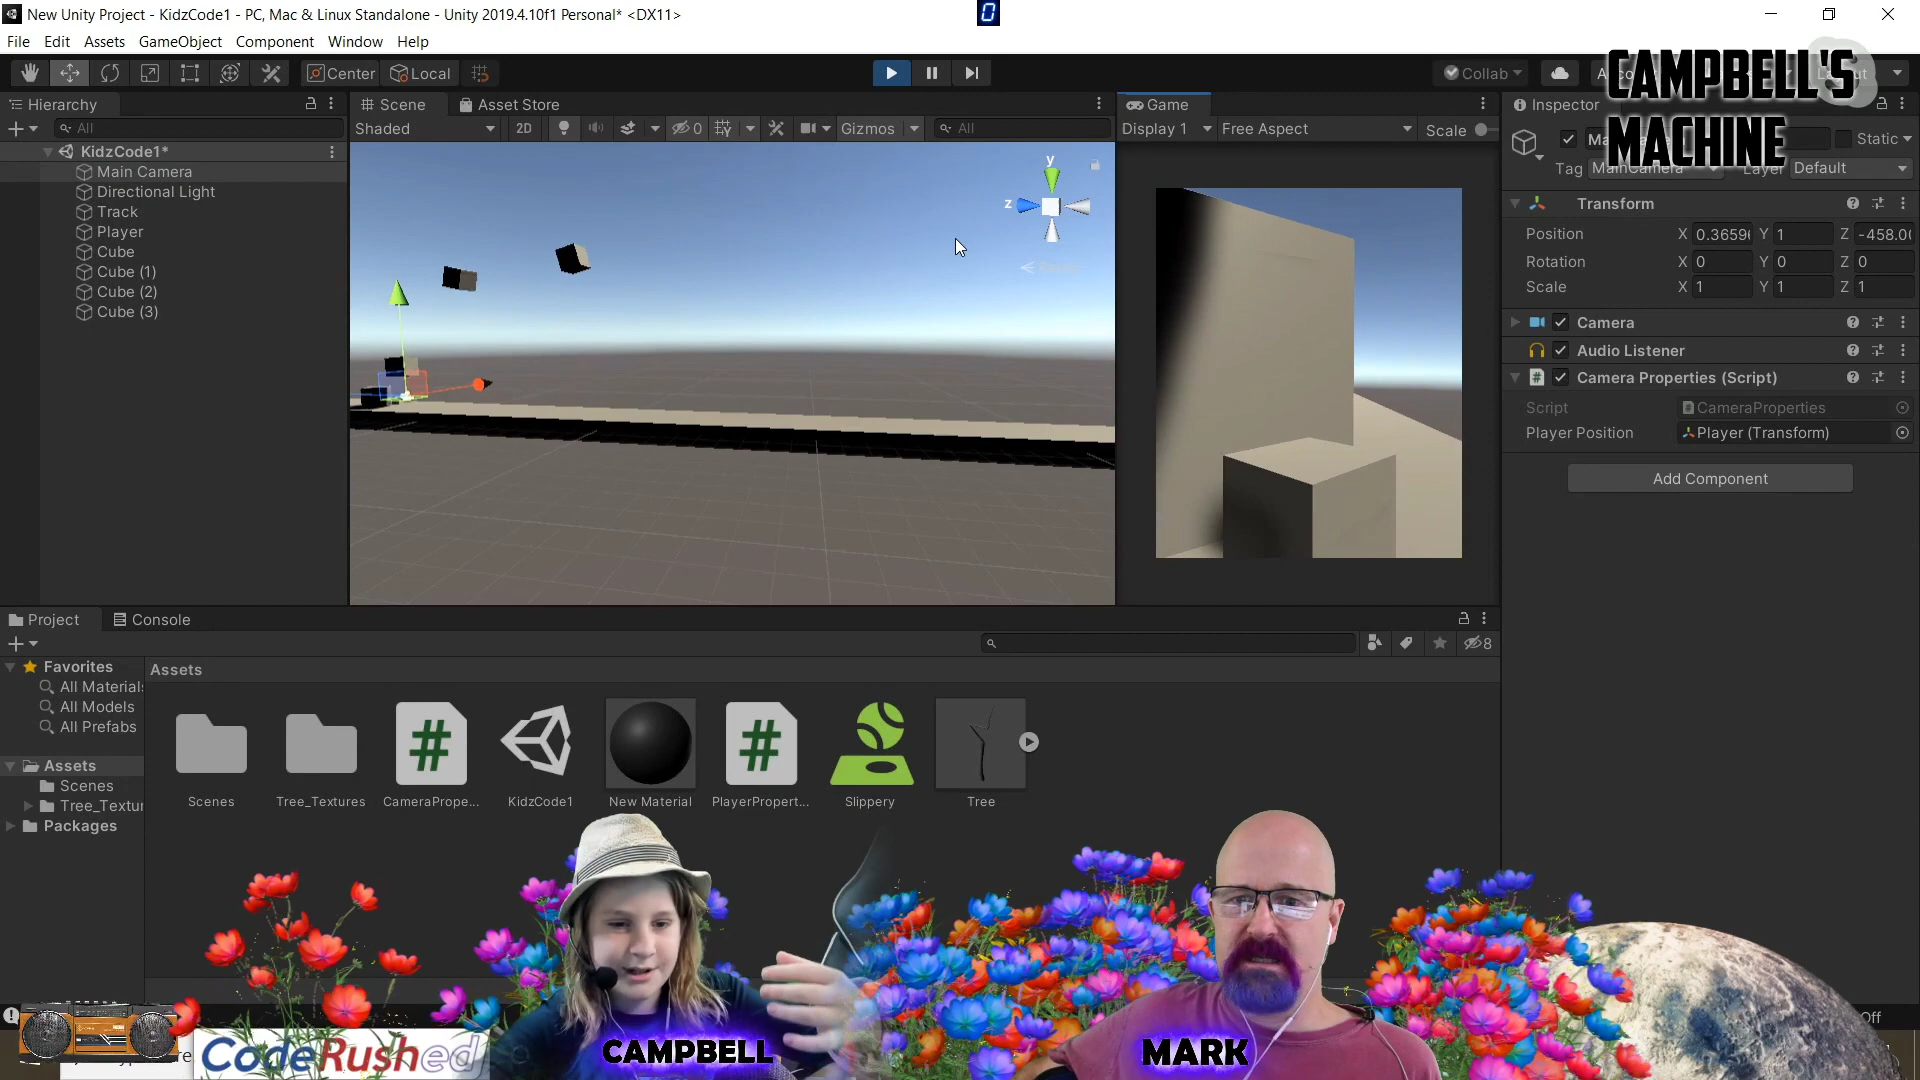 New Unity Project - KidzCode1 - PC, Mac & Linux Standalone - Unity 2019.4.10f1 Personal* <DX11>
0
File Edit Assets GameObject Component Window Help
Center Local Collab
CAMPBELL'S
MACHINE
Hierarchy
All
KidzCode1*
Main Camera
Directional Light
Track
Player
Cube
Cube (1)
Cube (2)
Cube (3)
Scene Asset Store
Shaded 2D 0 Gizmos All
y
z
Game
Display 1 Free Aspect Scale
Inspector
Static
Tag MainCamera Layer Default
Transform
Position X 0.3659 Y 1 Z -458.0
Rotation X 0 Y 0 Z 0
Scale X 1 Y 1 Z 1
Camera
Audio Listener
Camera Properties (Script)
Script CameraProperties
Player Position Player (Transform)
Add Component
Project Console
8
Favorites
All Materials
All Models
All Prefabs
Assets
Scenes
Tree_Textur
Packages
Assets
Scenes Tree_Textures CameraPrope... KidzCode1 New Material PlayerPropert... Slippery Tree
Off
CodeRushed
CAMPBELL
MARK